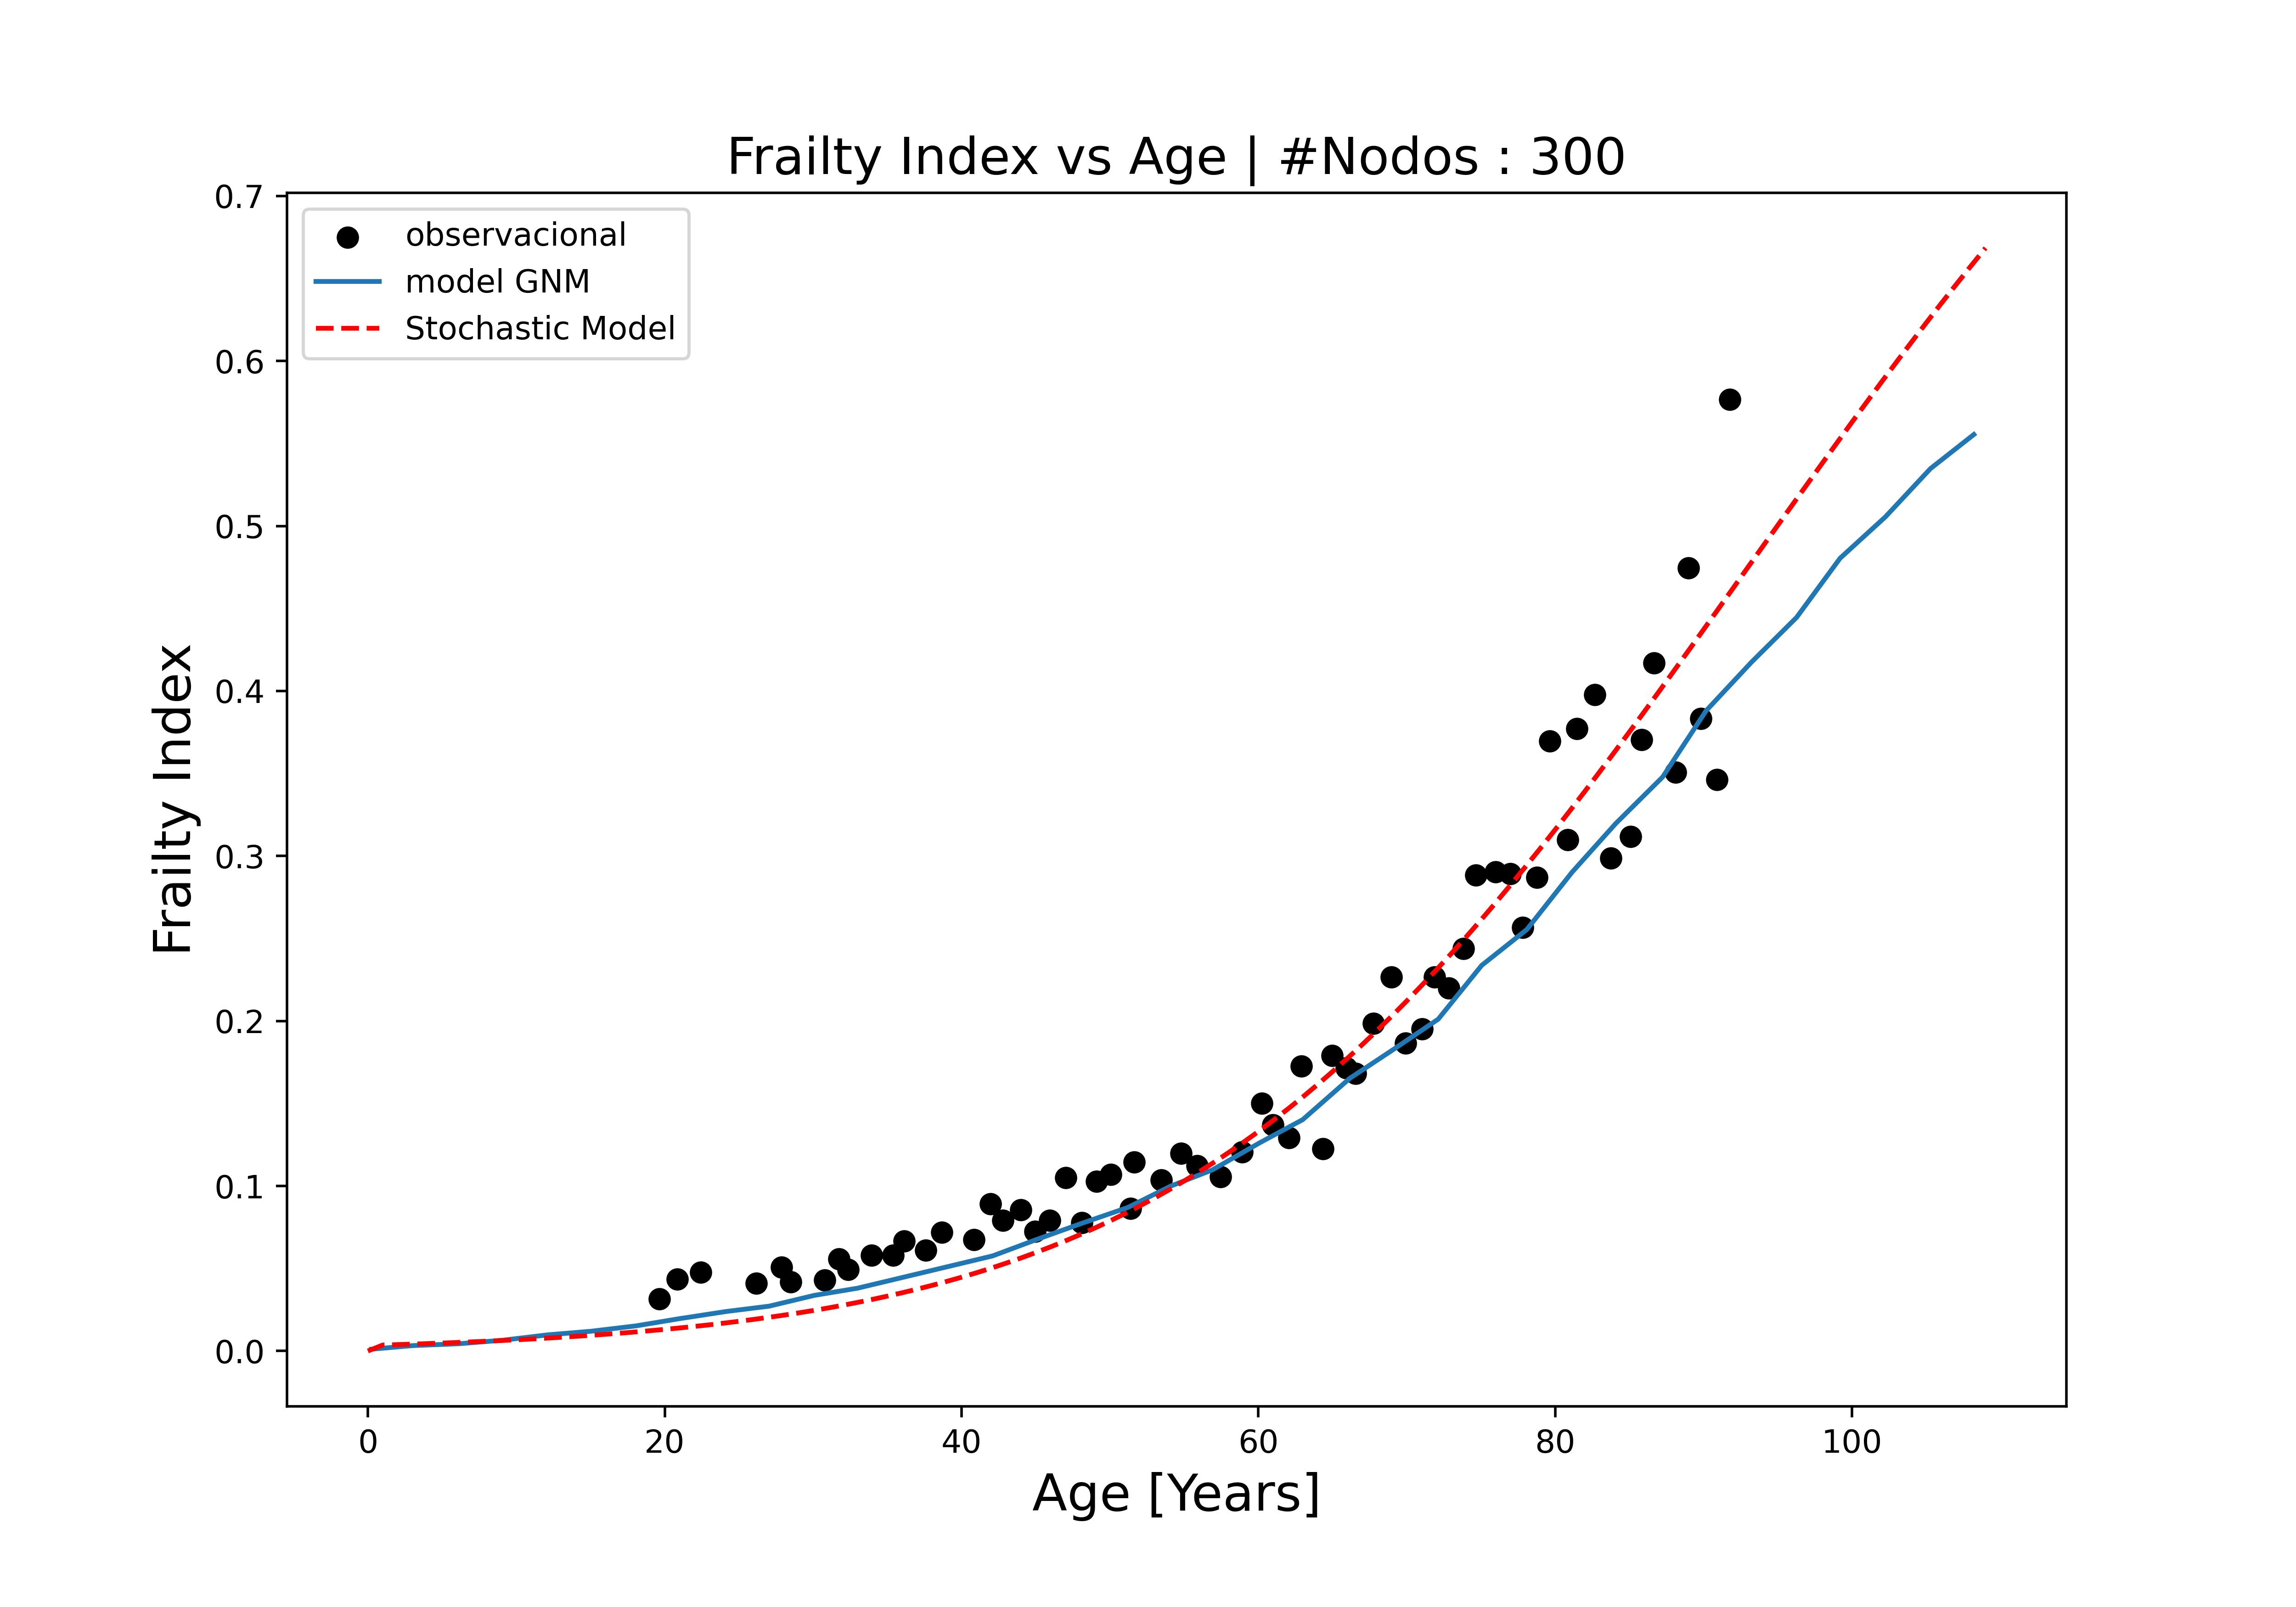 Frailty Index vs Age | #Nodos : 300
observacional
model GNM
Stochastic Model
0.7
0.6
0.5
0.4
0.3
0.2
0.1
0.0
Frailty Index
0 20 40 60 80 100
Age [Years]